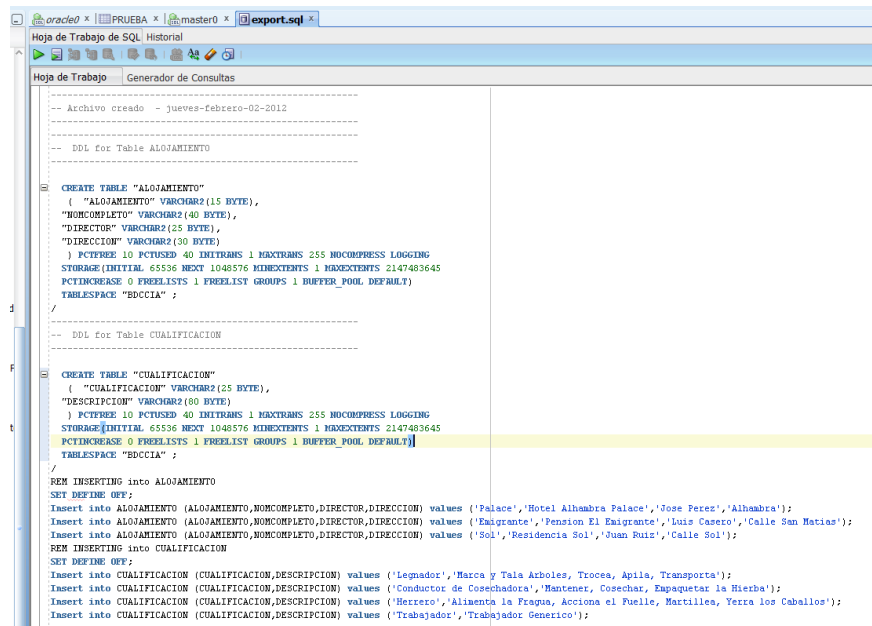 oracle0 x PRUEBA x master0 x export.sql x
Hoja de Trabajo de SQL Historial
Hoja de Trabajo Generador de Consultas
--------------------------------------------------------
-- Archivo creado - jueves-febrero-02-2012
--------------------------------------------------------
--------------------------------------------------------
-- DDL for Table ALOJAMIENTO
--------------------------------------------------------
CREATE TABLE "ALOJAMIENTO"
( "ALOJAMIENTO" VARCHAR2(15 BYTE),
"NOMCOMPLETO" VARCHAR2(40 BYTE),
"DIRECTOR" VARCHAR2(25 BYTE),
"DIRECCION" VARCHAR2(30 BYTE)
) PCTFREE 10 PCTUSED 40 INITRANS 1 MAXTRANS 255 NOCOMPRESS LOGGING
STORAGE(INITIAL 65536 NEXT 1048576 MINEXTENTS 1 MAXEXTENTS 2147483645
PCTINCREASE 0 FREELISTS 1 FREELIST GROUPS 1 BUFFER_POOL DEFAULT)
TABLESPACE "BDCCIA" ;
/
--------------------------------------------------------
-- DDL for Table CUALIFICACION
--------------------------------------------------------
CREATE TABLE "CUALIFICACION"
( "CUALIFICACION" VARCHAR2(25 BYTE),
"DESCRIPCION" VARCHAR2(80 BYTE)
) PCTFREE 10 PCTUSED 40 INITRANS 1 MAXTRANS 255 NOCOMPRESS LOGGING
STORAGE(INITIAL 65536 NEXT 1048576 MINEXTENTS 1 MAXEXTENTS 2147483645
PCTINCREASE 0 FREELISTS 1 FREELIST GROUPS 1 BUFFER_POOL DEFAULT)
TABLESPACE "BDCCIA" ;
/
REM INSERTING into ALOJAMIENTO
SET DEFINE OFF;
Insert into ALOJAMIENTO (ALOJAMIENTO,NOMCOMPLETO,DIRECTOR,DIRECCION) values ('Palace','Hotel Alhambra Palace','Jose Perez','Alhambra');
Insert into ALOJAMIENTO (ALOJAMIENTO,NOMCOMPLETO,DIRECTOR,DIRECCION) values ('Emigrante','Pension El Emigrante','Luis Casero','Calle San Matias');
Insert into ALOJAMIENTO (ALOJAMIENTO,NOMCOMPLETO,DIRECTOR,DIRECCION) values ('Sol','Residencia Sol','Juan Ruiz','Calle Sol');
REM INSERTING into CUALIFICACION
SET DEFINE OFF;
Insert into CUALIFICACION (CUALIFICACION,DESCRIPCION) values ('Legnador','Marca y Tala Arboles, Trocea, Apila, Transporta');
Insert into CUALIFICACION (CUALIFICACION,DESCRIPCION) values ('Conductor de Cosechadora','Mantener, Cosechar, Empaquetar la Hierba');
Insert into CUALIFICACION (CUALIFICACION,DESCRIPCION) values ('Herrero','Alimenta la Fragua, Acciona el Fuelle, Martillea, Yerra los Caballos');
Insert into CUALIFICACION (CUALIFICACION,DESCRIPCION) values ('Trabajador','Trabajador Generico');